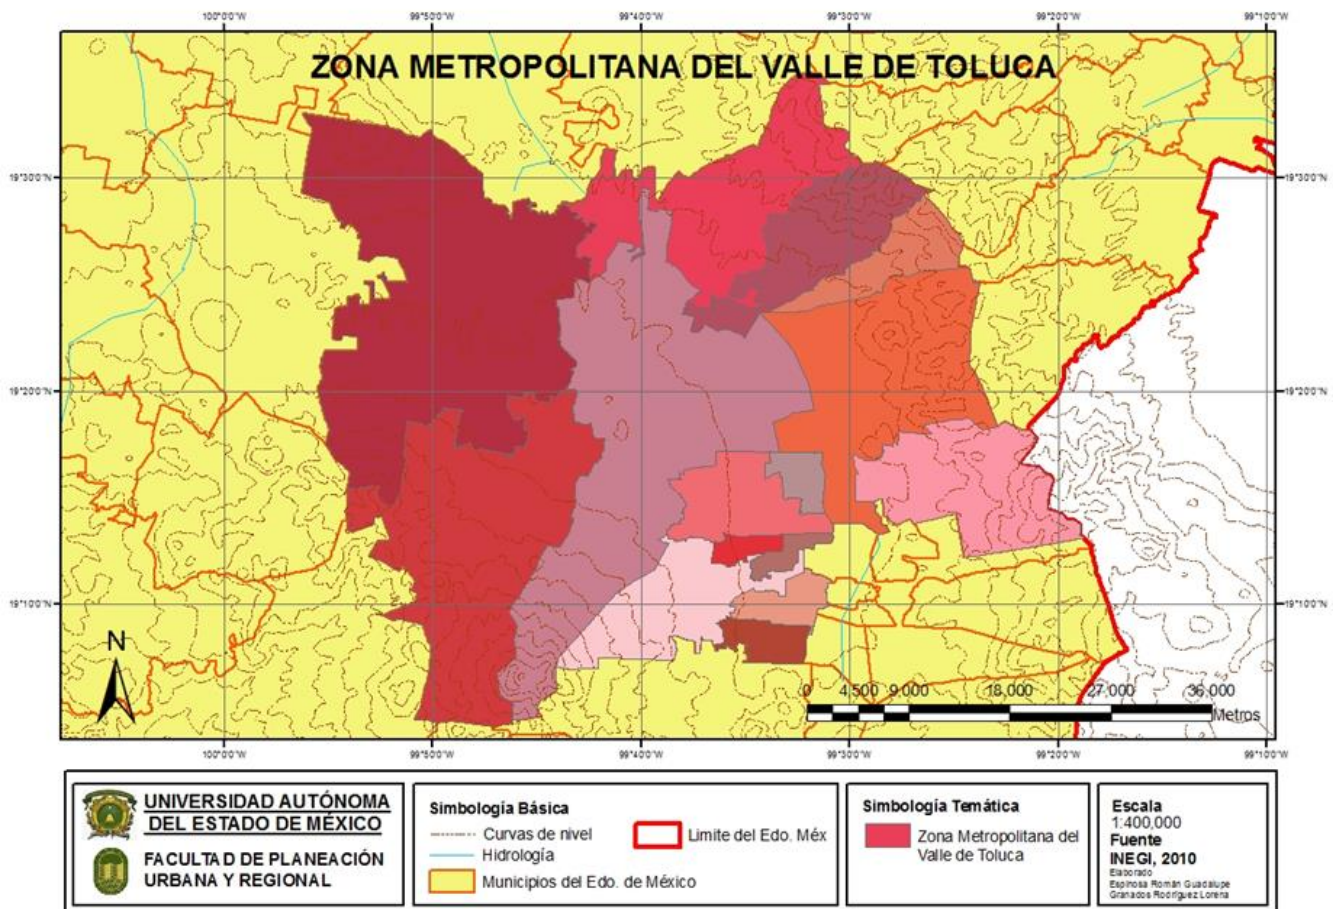 100°0'0"W 99°50'0"W 99°40'0"W 99°30'0"W 99°20'0"W 99°10'0"W
ZONA METROPOLITANA DEL VALLE DE TOLUCA
19°30'0"N 19°30'0"N
19°20'0"N 19°20'0"N
19°10'0"N 19°10'0"N
N
0 4,500 9,000 18,000 27,000 36,000
Metros
100°0'0"W 99°50'0"W 99°40'0"W 99°30'0"W 99°20'0"W 99°10'0"W
UNIVERSIDAD AUTÓNOMA
DEL ESTADO DE MÉXICO
FACULTAD DE PLANEACIÓN
URBANA Y REGIONAL
Simbología Básica
Curvas de nivel
Hidrología
Municipios del Edo. de México
Limite del Edo. Méx
Simbología Temática
Zona Metropolitana del
Valle de Toluca
Escala
1:400,000
Fuente
INEGI, 2010
Elaborado
Espinosa Román Guadalupe
Granados Rodríguez Lorena